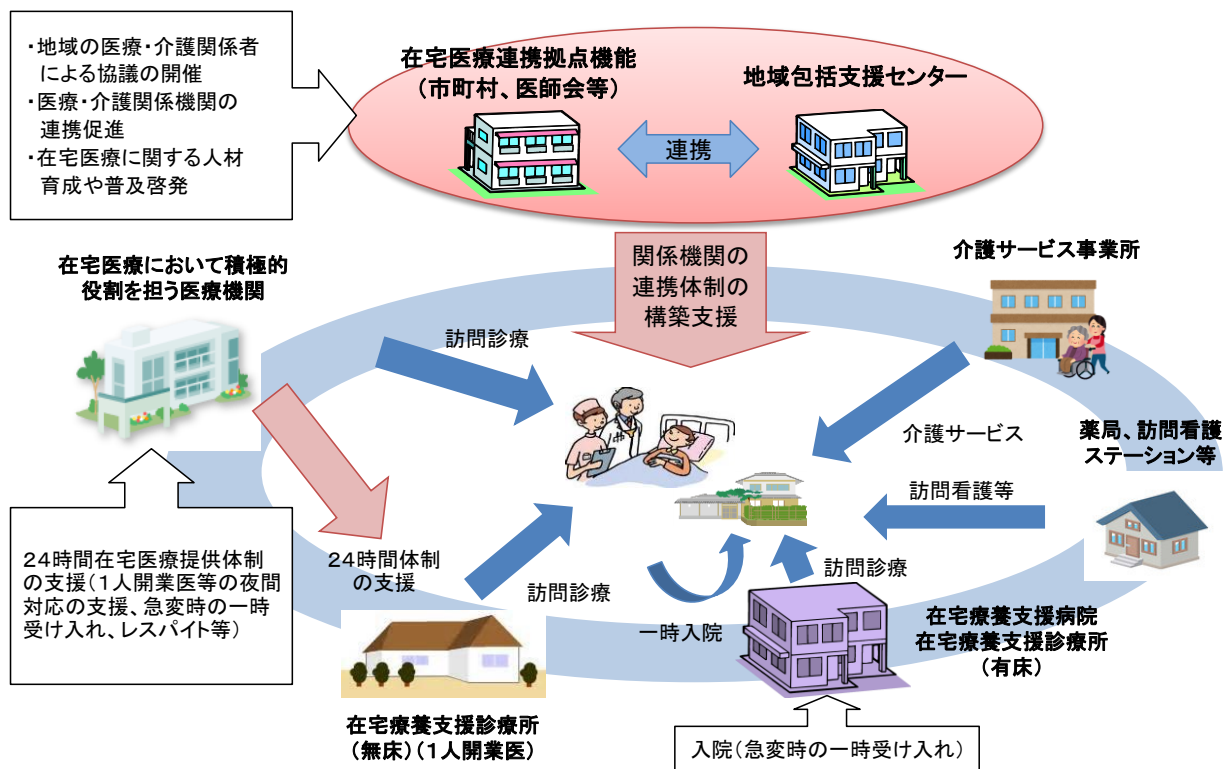 ・地域の医療・介護関係者
による協議の開催
・医療・介護関係機関の
連携促進
・在宅医療に関する人材
育成や普及啓発
在宅医療連携拠点機能
(市町村、医師会等)
地域包括支援センター
連携
関係機関の
連携体制の
構築支援
在宅医療において積極的
役割を担う医療機関
介護サービス事業所
訪問診療
介護サービス
薬局、訪問看護
ステーション等
訪問看護等
24時間在宅医療提供体制
の支援(1人開業医等の夜間
対応の支援、急変時の一時
受け入れ、レスパイト等)
24時間体制
の支援
訪問診療
訪問診療
一時入院
在宅療養支援病院
在宅療養支援診療所
(有床)
在宅療養支援診療所
(無床)(1人開業医)
入院(急変時の一時受け入れ)